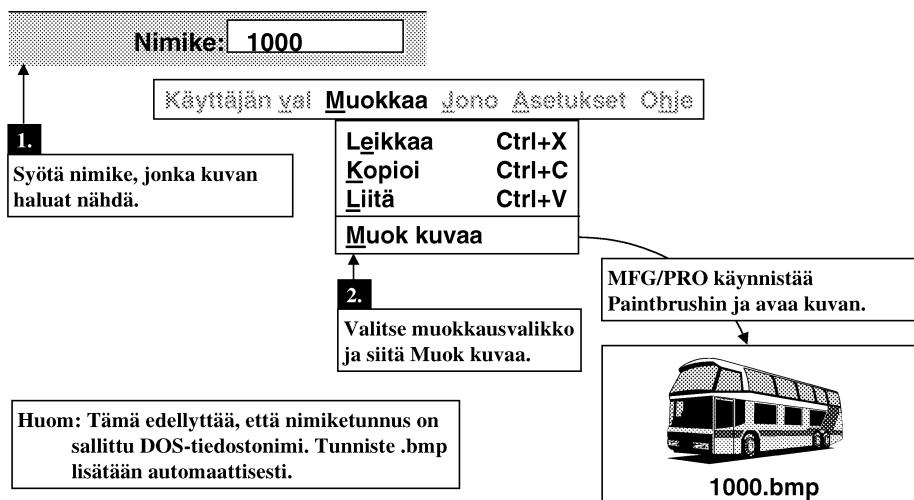 Nimike: 1000
Käyttäjän val Muokkaa Jono Asetukset Ohje
1.
Syötä nimike, jonka kuvan
haluat nähdä.
Leikkaa Ctrl+X
Kopioi Ctrl+C
Liitä Ctrl+V
Muok kuvaa
2.
Valitse muokkausvalikko
ja siitä Muok kuvaa.
MFG/PRO käynnistää
Paintbrushin ja avaa kuvan.
1000.bmp
Huom: Tämä edellyttää, että nimiketunnus on
sallittu DOS-tiedostonimi. Tunniste .bmp
lisätään automaattisesti.